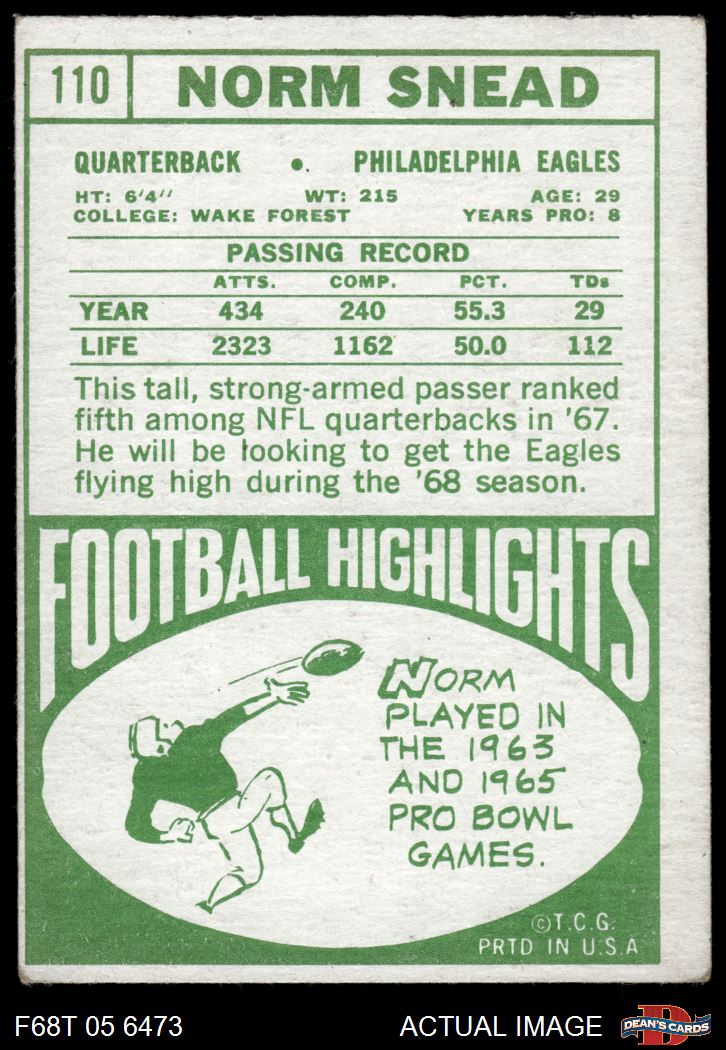 110 NORM SNEAD
QUARTERBACK • PHILADELPHIA EAGLES
HT: 6'4" WT: 215 AGE: 29
COLLEGE: WAKE FOREST YEARS PRO: 8
PASSING RECORD
ATTS. COMP. PCT. TDs
YEAR 434 240 55.3 29
LIFE 2323 1162 50.0 112
This tall, strong-armed passer ranked
fifth among NFL quarterbacks in '67.
He will be looking to get the Eagles
flying high during the '68 season.
FOOTBALL HIGHLIGHTS
NORM
PLAYED IN
THE 1963
AND 1965
PRO BOWL
GAMES.
©T.C.G.
PRTD IN U.S.A
F68T 05 6473 ACTUAL IMAGE D DEAN'S CARDS